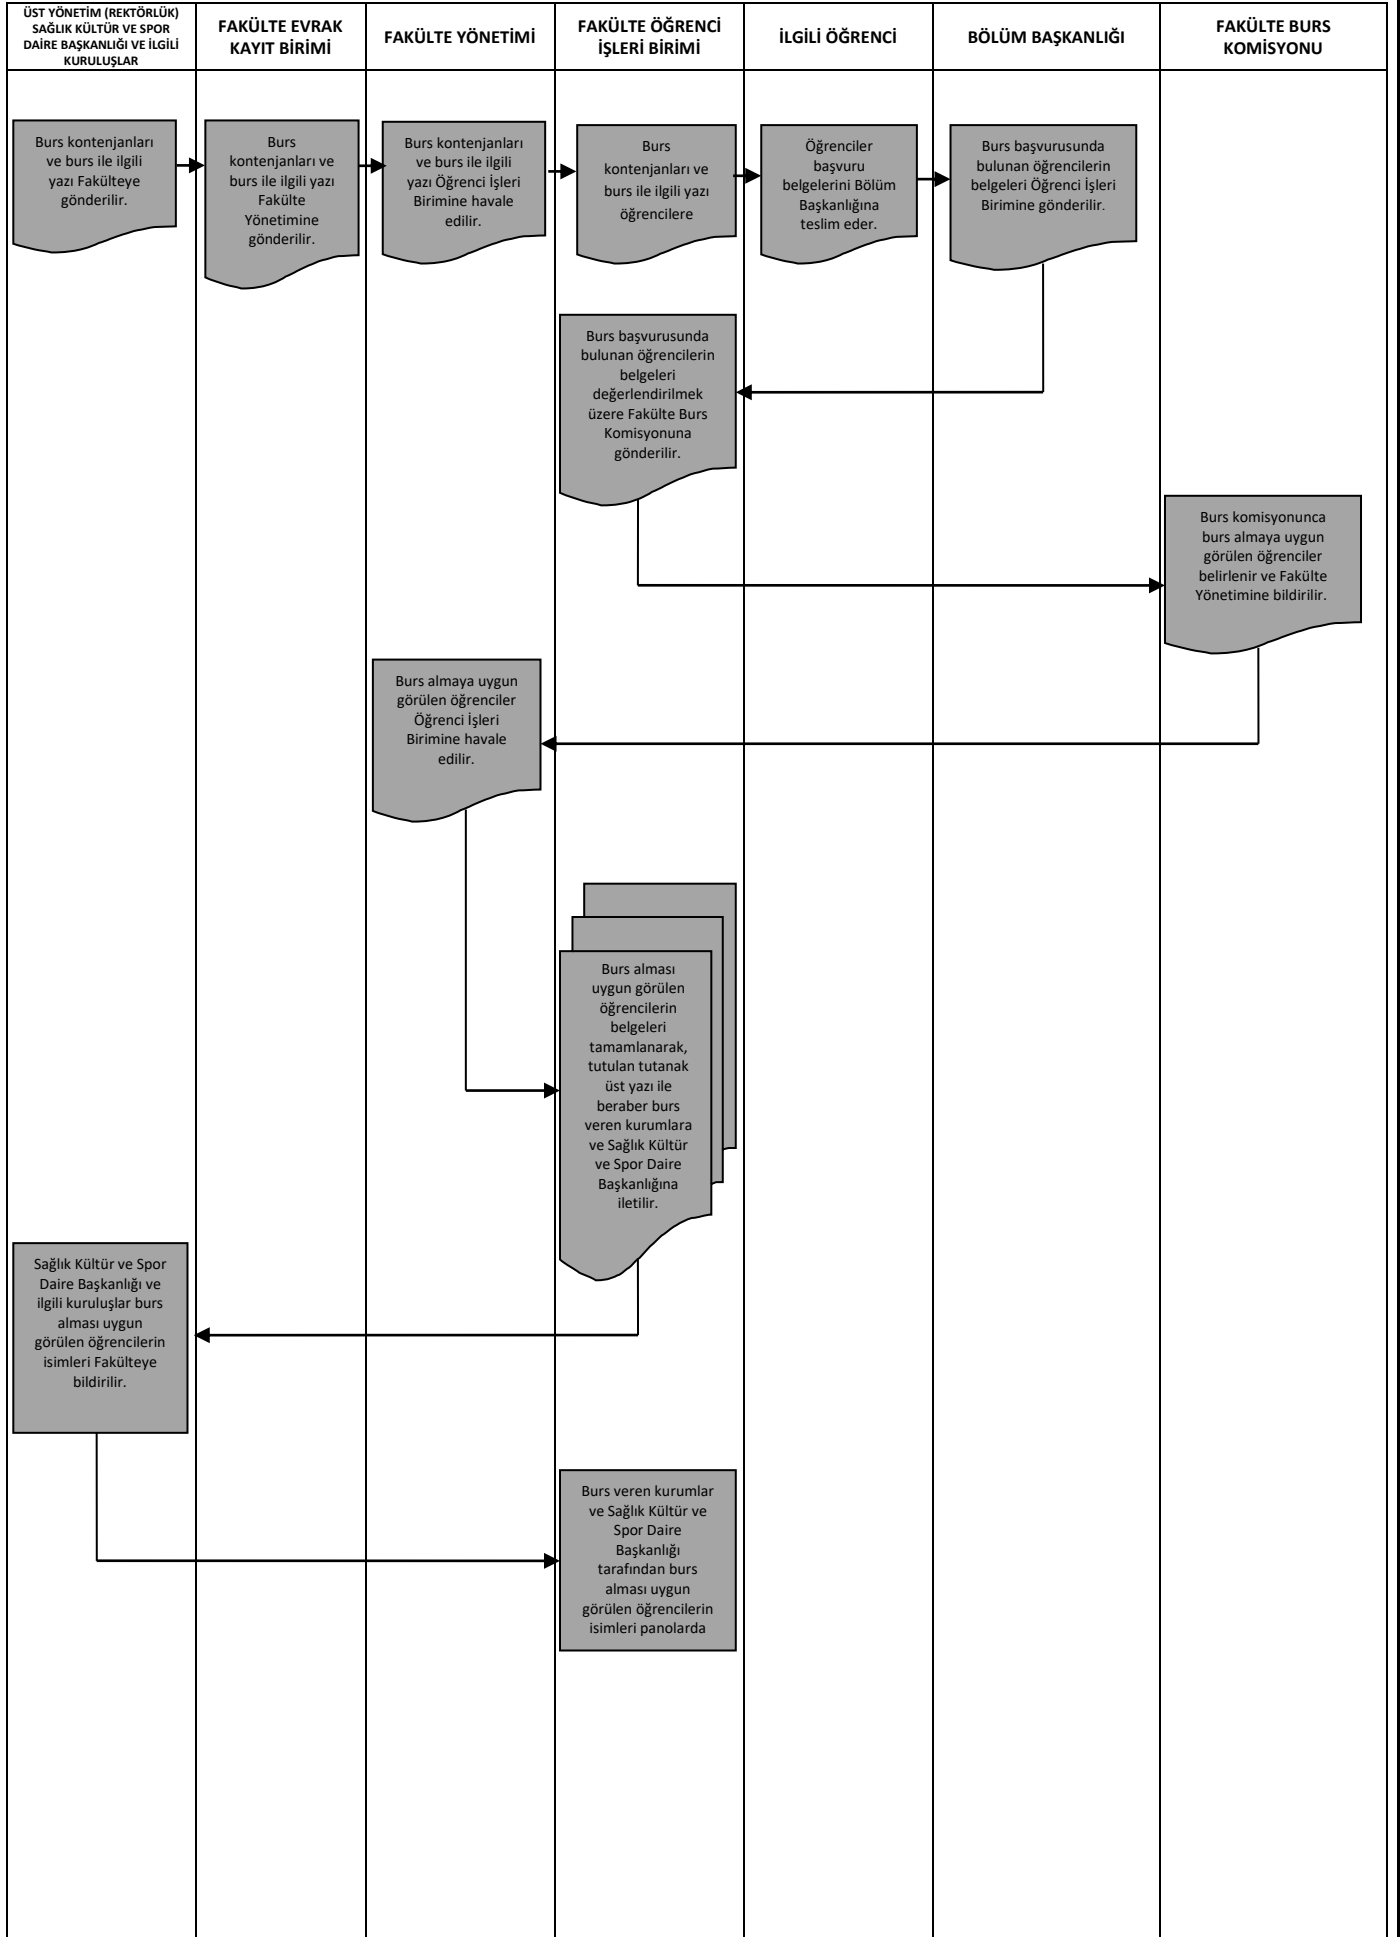 ÜST YÖNETİM (REKTÖRLÜK)
SAĞLIK KÜLTÜR VE SPOR
DAİRE BAŞKANLIĞI VE İLGİLİ
KURULUŞLAR
FAKÜLTE EVRAK
KAYIT BİRİMİ
FAKÜLTE YÖNETİMİ
FAKÜLTE ÖĞRENCİ
İŞLERİ BİRİMİ
İLGİLİ ÖĞRENCİ
BÖLÜM BAŞKANLIĞI
FAKÜLTE BURS
KOMİSYONU
Burs kontenjanları
ve burs ile ilgili
yazı Fakülteye
gönderilir.
Burs
kontenjanları ve
burs ile ilgili yazı
Fakülte
Yönetimine
gönderilir.
Burs kontenjanları
ve burs ile ilgili
yazı Öğrenci İşleri
Birimine havale
edilir.
Burs
kontenjanları ve
burs ile ilgili yazı
öğrencilere
Öğrenciler
başvuru
belgelerini Bölüm
Başkanlığına
teslim eder.
Burs başvurusunda
bulunan öğrencilerin
belgeleri Öğrenci İşleri
Birimine gönderilir.
Burs başvurusunda
bulunan öğrencilerin
belgeleri
değerlendirilmek
üzere Fakülte Burs
Komisyonuna
gönderilir.
Burs komisyonunca
burs almaya uygun
görülen öğrenciler
belirlenir ve Fakülte
Yönetimine bildirilir.
Burs almaya uygun
görülen öğrenciler
Öğrenci İşleri
Birimine havale
edilir.
Burs alması
uygun görülen
öğrencilerin
belgeleri
tamamlanarak,
tutulan tutanak
üst yazı ile
beraber burs
veren kurumlara
ve Sağlık Kültür
ve Spor Daire
Başkanlığına
iletilir.
Sağlık Kültür ve Spor
Daire Başkanlığı ve
ilgili kuruluşlar burs
alması uygun
görülen öğrencilerin
isimleri Fakülteye
bildirilir.
Burs veren kurumlar
ve Sağlık Kültür ve
Spor Daire
Başkanlığı
tarafından burs
alması uygun
görülen öğrencilerin
isimleri panolarda